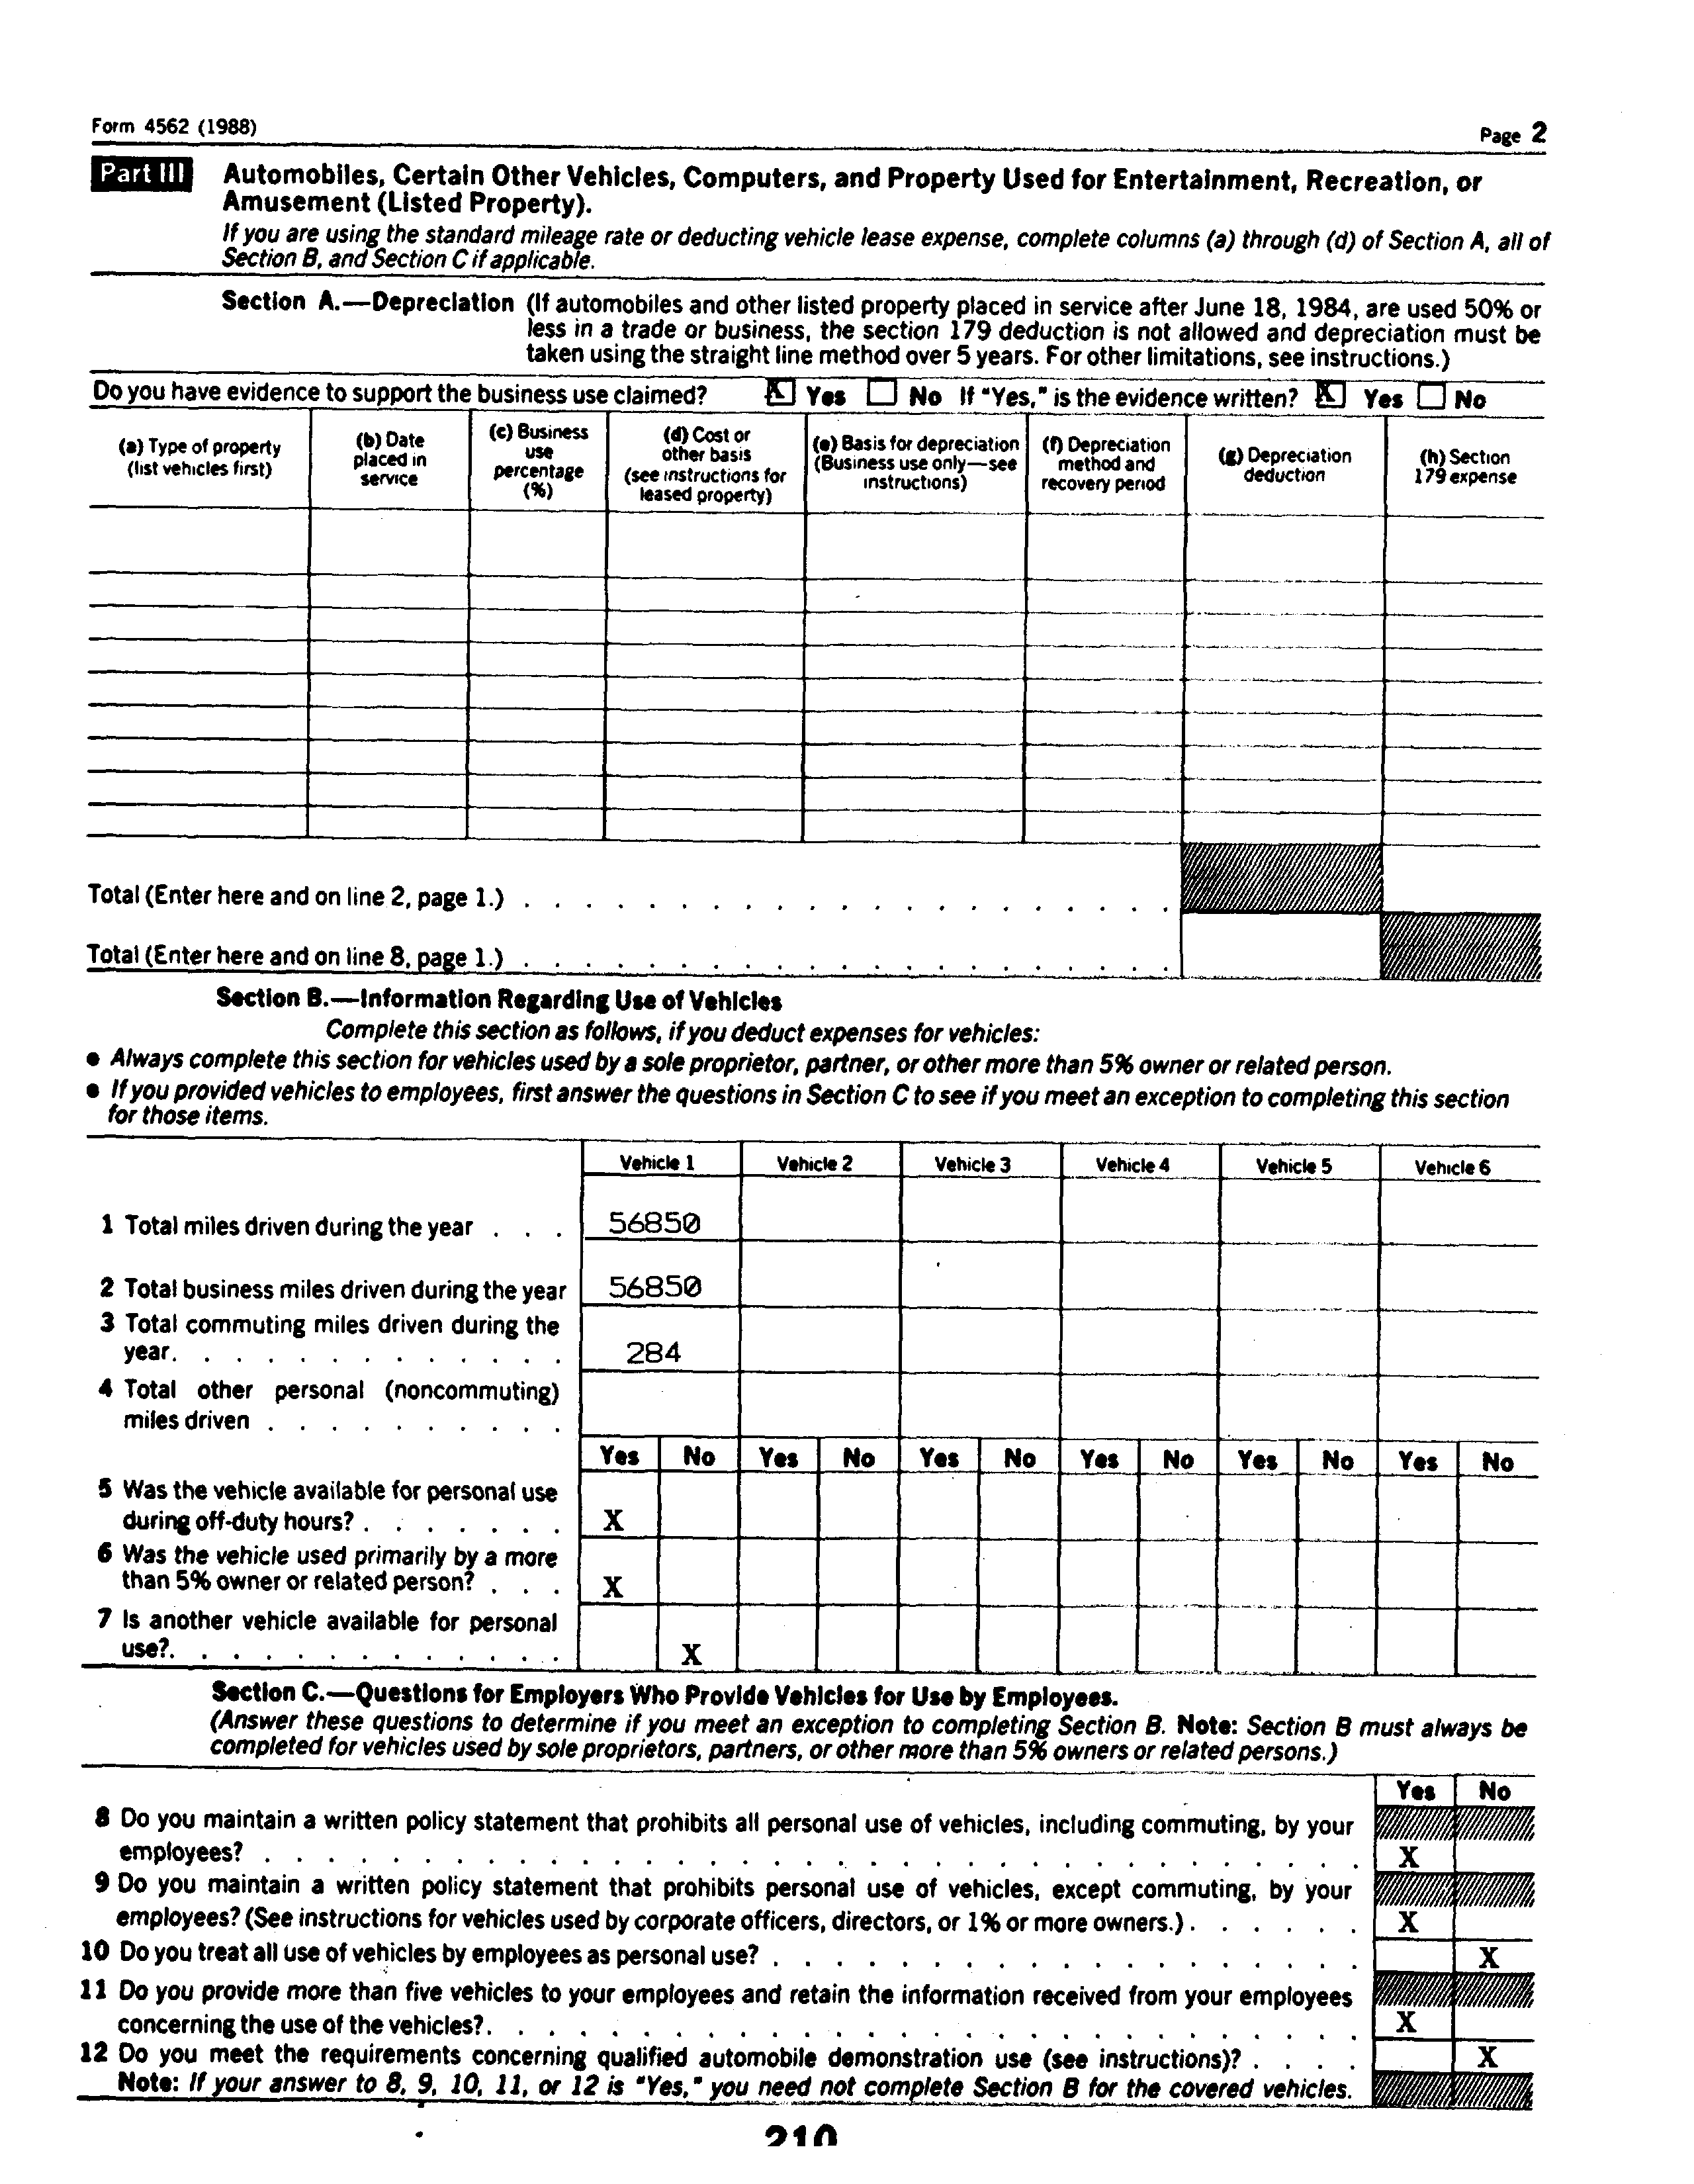 Form 4562 (1988)
Page 2
Part III
Automobiles, Certain Other Vehicles, Computers, and Property Used for Entertainment, Recreation, or
Amusement (Listed Property).
If you are using the standard mileage rate or deducting vehicle lease expense, complete columns (a) through (d) of Section A, all of
Section B, and Section C if applicable.
Section A.—Depreciation (If automobiles and other listed property placed in service after June 18, 1984, are used 50% or
less in a trade or business, the section 179 deduction is not allowed and depreciation must be
taken using the straight line method over 5 years. For other limitations, see instructions.)
Do you have evidence to support the business use claimed? X Yes No If "Yes," is the evidence written? X Yes No
(a) Type of property
(list vehicles first)
(b) Date
placed in
service
(c) Business
use
percentage
(%)
(d) Cost or
other basis
(see instructions for
leased property)
(e) Basis for depreciation
(Business use only—see
instructions)
(f) Depreciation
method and
recovery period
(g) Depreciation
deduction
(h) Section
179 expense
Total (Enter here and on line 2, page 1.) . . . . . . . . . . . . . . . . . . . . .
Total (Enter here and on line 8, page 1.) . . . . . . . . . . . . . . . . . . . . .
Section B.—Information Regarding Use of Vehicles
Complete this section as follows, if you deduct expenses for vehicles:
● Always complete this section for vehicles used by a sole proprietor, partner, or other more than 5% owner or related person.
● If you provided vehicles to employees, first answer the questions in Section C to see if you meet an exception to completing this section
for those items.
Vehicle 1 Vehicle 2 Vehicle 3 Vehicle 4 Vehicle 5 Vehicle 6
1 Total miles driven during the year . . . 56850
2 Total business miles driven during the year 56850
3 Total commuting miles driven during the
year. . . . . . . . . . . . . . 284
4 Total other personal (noncommuting)
miles driven . . . . . . . . . .
Yes No Yes No Yes No Yes No Yes No Yes No
5 Was the vehicle available for personal use
during off-duty hours? . . . . . . . X
6 Was the vehicle used primarily by a more
than 5% owner or related person? . . . X
7 Is another vehicle available for personal
use?. . . . . . . . . . . . . X
Section C.—Questions for Employers Who Provide Vehicles for Use by Employees.
(Answer these questions to determine if you meet an exception to completing Section B. Note: Section B must always be
completed for vehicles used by sole proprietors, partners, or other more than 5% owners or related persons.)
Yes No
8 Do you maintain a written policy statement that prohibits all personal use of vehicles, including commuting, by your
employees? . . . . . . . . . . . . . . . . . . . . . . . . . . . . . . . . . . X
9 Do you maintain a written policy statement that prohibits personal use of vehicles, except commuting, by your
employees? (See instructions for vehicles used by corporate officers, directors, or 1% or more owners.) . . . . . . X
10 Do you treat all use of vehicles by employees as personal use? . . . . . . . . . . . . . . . . . . . X
11 Do you provide more than five vehicles to your employees and retain the information received from your employees
concerning the use of the vehicles?. . . . . . . . . . . . . . . . . . . . . . . . . . . . X
12 Do you meet the requirements concerning qualified automobile demonstration use (see instructions)? . . . . X
Note: If your answer to 8, 9, 10, 11, or 12 is "Yes," you need not complete Section B for the covered vehicles.
210